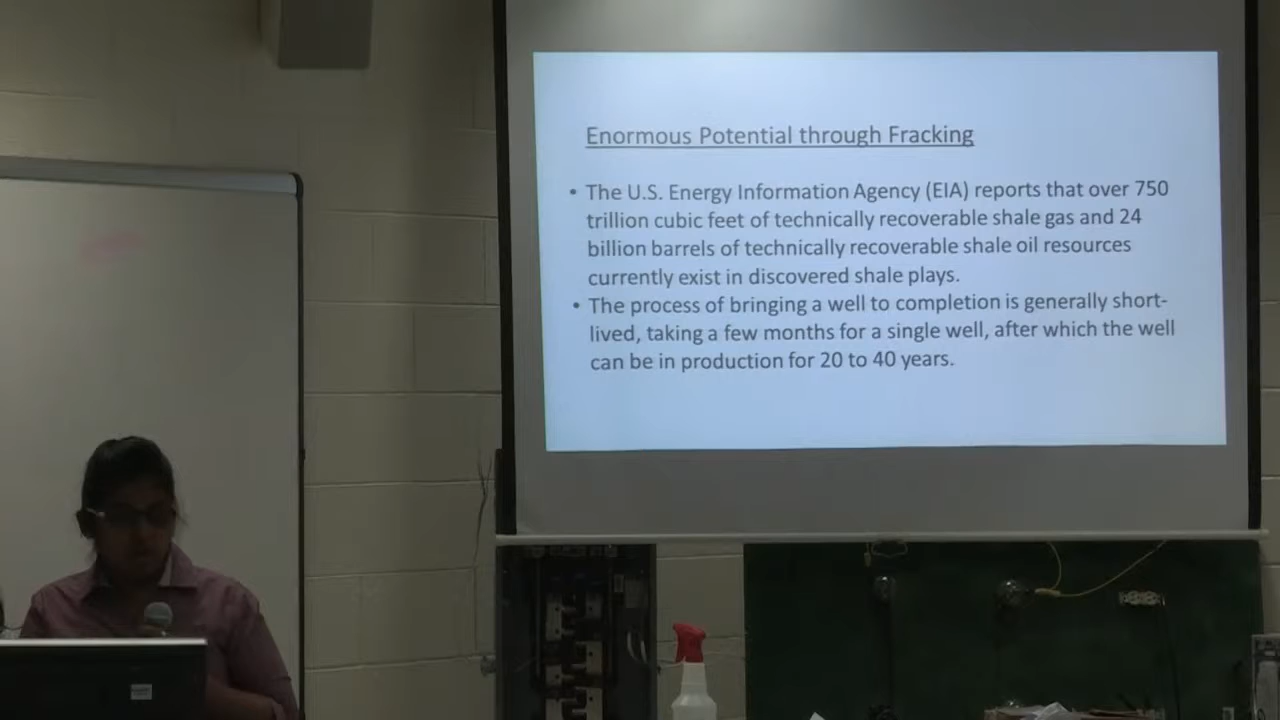 Enormous Potential through Fracking
• The U.S. Energy Information Agency (EIA) reports that over 750
trillion cubic feet of technically recoverable shale gas and 24
billion barrels of technically recoverable shale oil resources
currently exist in discovered shale plays.
• The process of bringing a well to completion is generally short-
lived, taking a few months for a single well, after which the well
can be in production for 20 to 40 years.